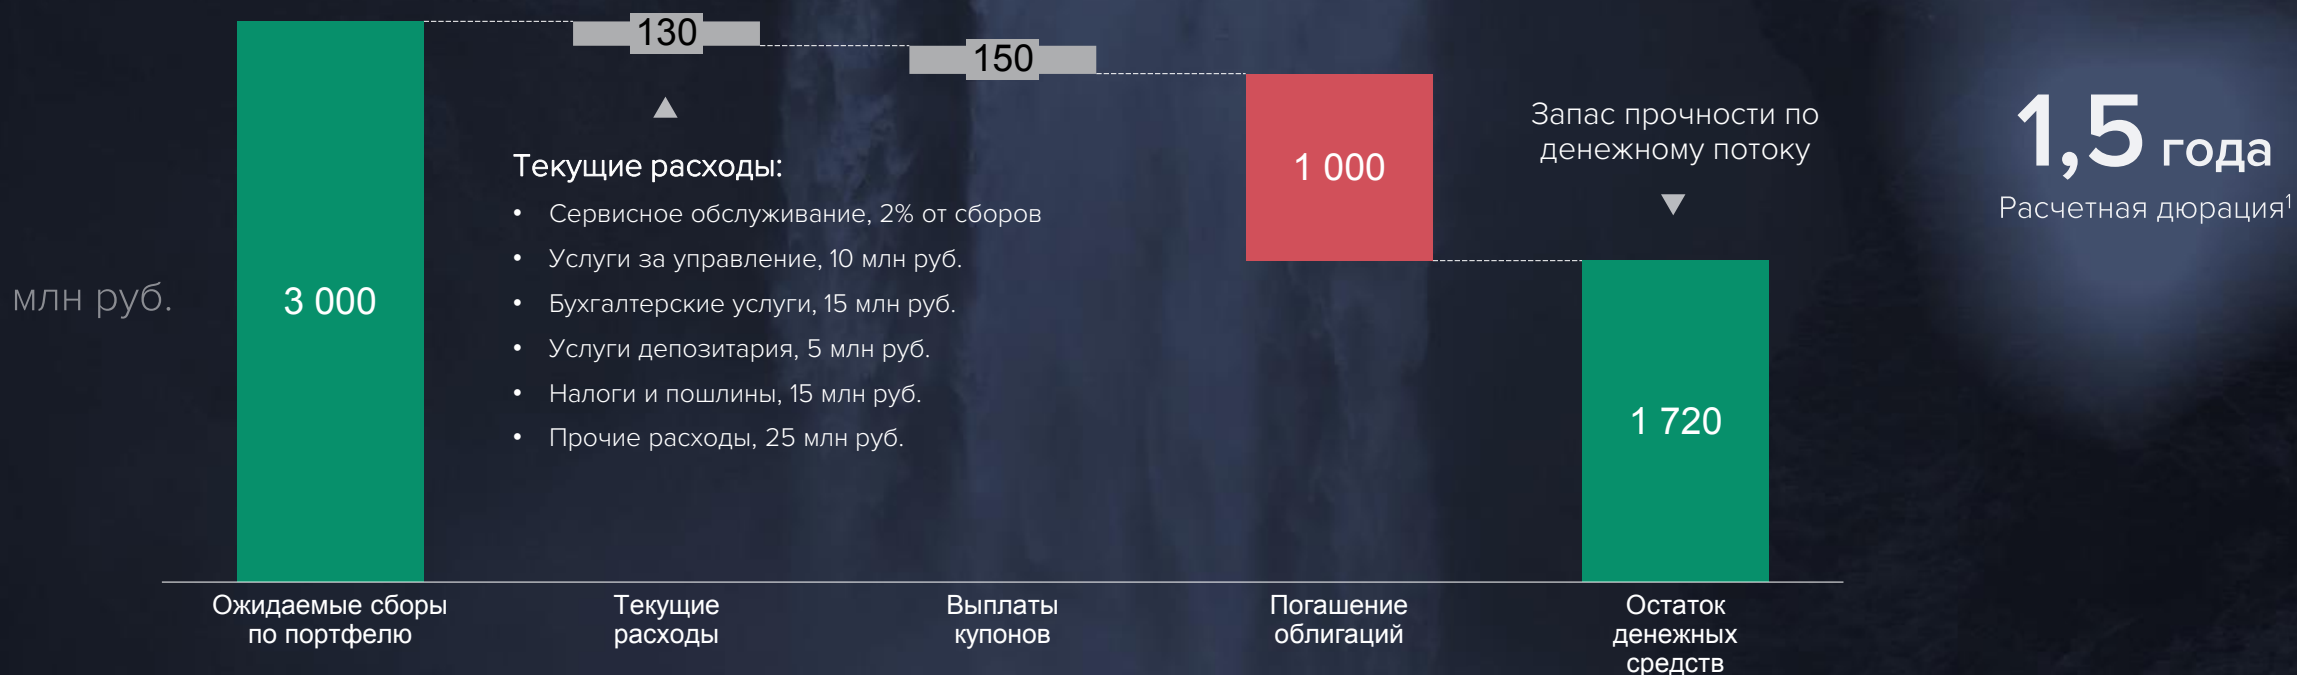 млн руб.
3 000
130
150
1 000
1 720
Текущие расходы:
• Сервисное обслуживание, 2% от сборов
• Услуги за управление, 10 млн руб.
• Бухгалтерские услуги, 15 млн руб.
• Услуги депозитария, 5 млн руб.
• Налоги и пошлины, 15 млн руб.
• Прочие расходы, 25 млн руб.
Запас прочности по
денежному потоку
1,5 года
Расчетная дюрация¹
Ожидаемые сборы
по портфелю
Текущие
расходы
Выплаты
купонов
Погашение
облигаций
Остаток
денежных
средств